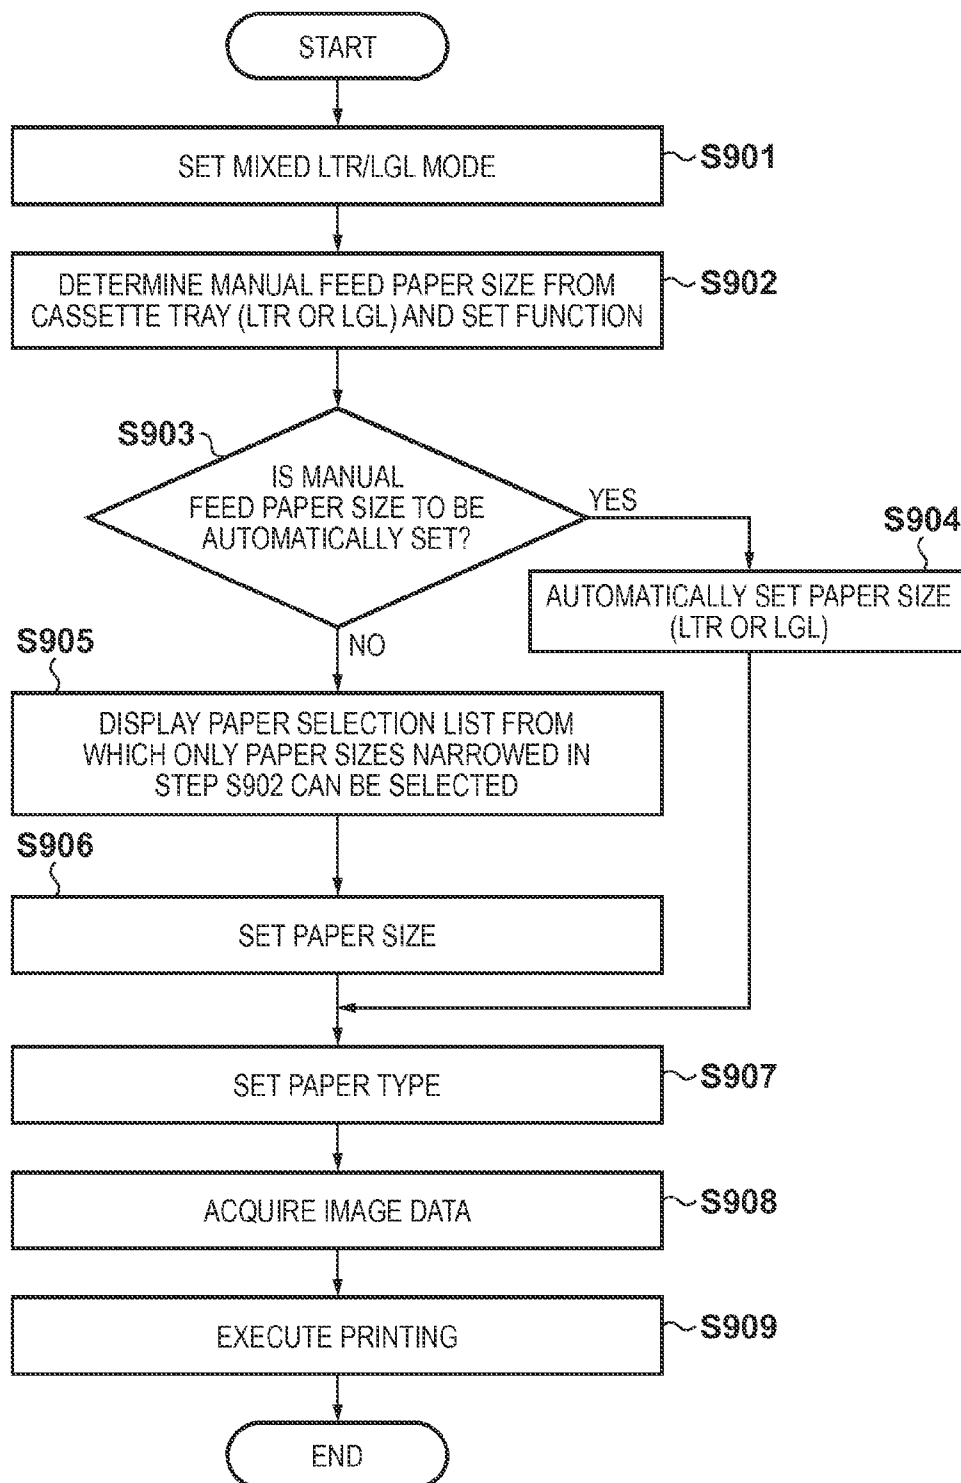 START
SET MIXED LTR/LGL MODE
S901
DETERMINE MANUAL FEED PAPER SIZE FROM
CASSETTE TRAY (LTR OR LGL) AND SET FUNCTION
S902
S903
IS MANUAL
FEED PAPER SIZE TO BE
AUTOMATICALLY SET?
YES
S904
AUTOMATICALLY SET PAPER SIZE
(LTR OR LGL)
NO
S905
DISPLAY PAPER SELECTION LIST FROM
WHICH ONLY PAPER SIZES NARROWED IN
STEP S902 CAN BE SELECTED
S906
SET PAPER SIZE
SET PAPER TYPE
S907
ACQUIRE IMAGE DATA
S908
EXECUTE PRINTING
S909
END